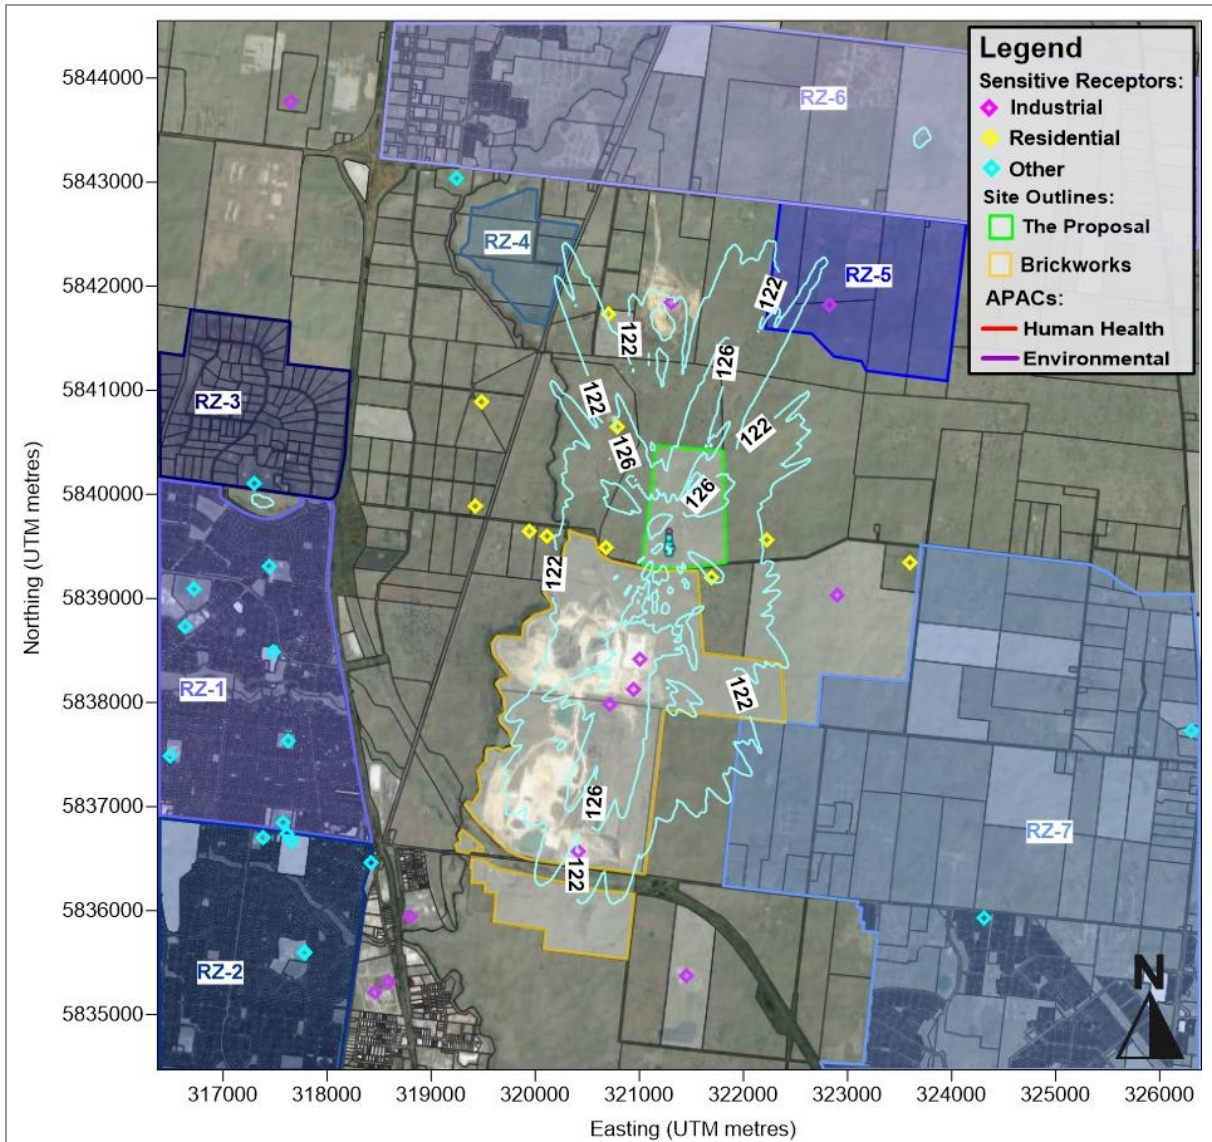 Legend
Sensitive Receptors:
Industrial
Residential
Other
Site Outlines:
The Proposal
Brickworks
APACs:
Human Health
Environmental
5844000
5843000
5842000
5841000
5840000
5839000
5838000
5837000
5836000
5835000
Northing (UTM metres)
RZ-6
RZ-4
RZ-5
RZ-3
RZ-1
RZ-7
RZ-2
122
122
126
122
122
126
126
122
122
126
122
N
317000
318000
319000
320000
321000
322000
323000
324000
325000
326000
Easting (UTM metres)